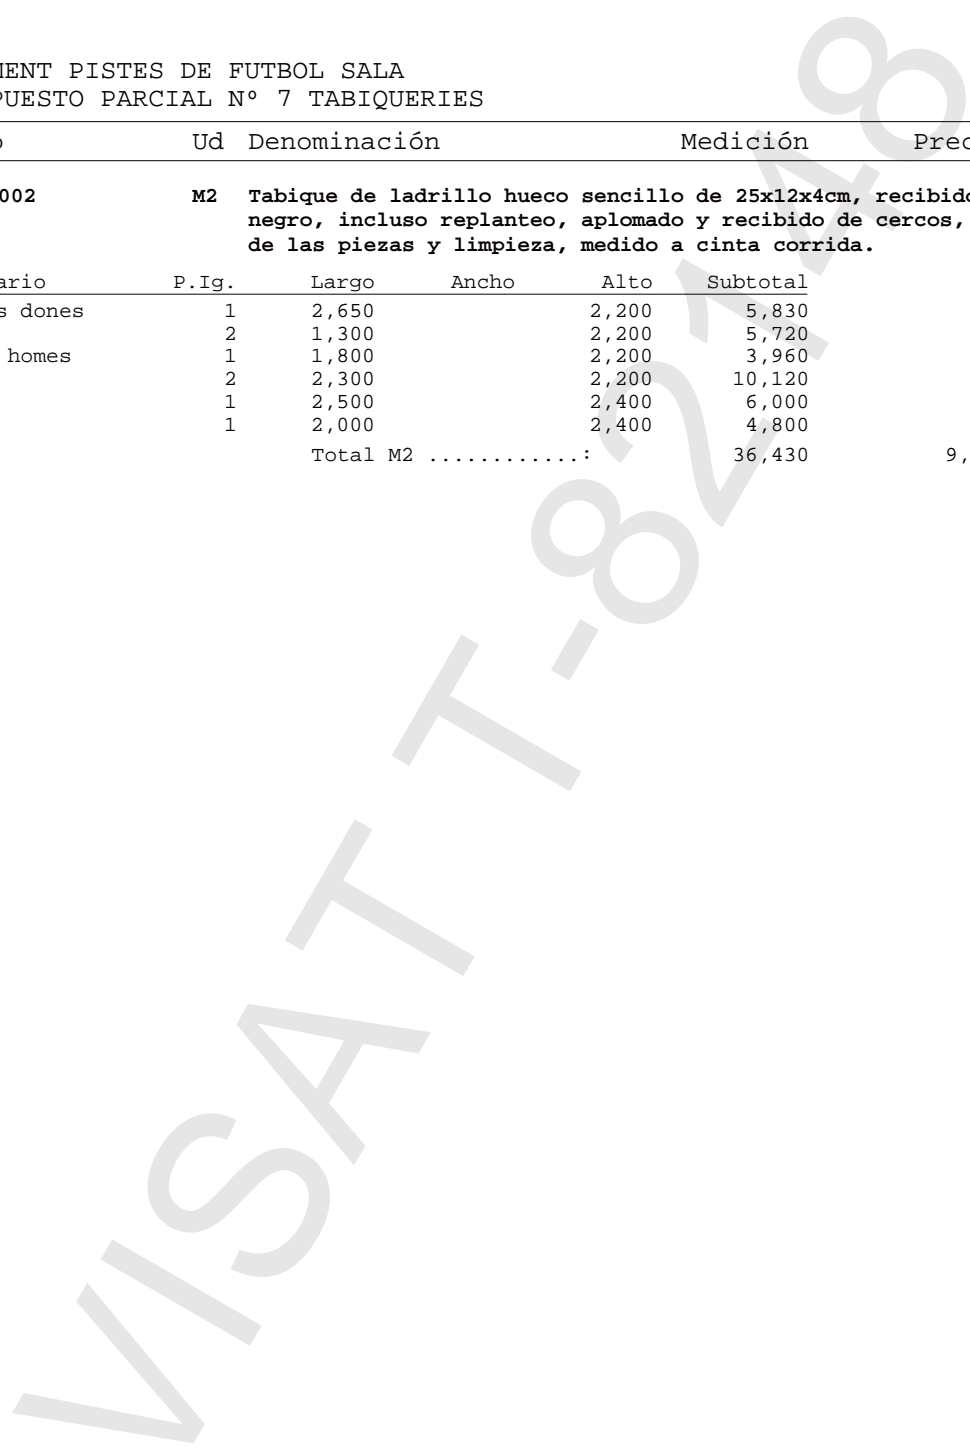 MENT PISTES DE FUTBOL SALA
PUESTO PARCIAL Nº 7 TABIQUERIES
Ud Denominación Medición Prec
002 M2 Tabique de ladrillo hueco sencillo de 25x12x4cm, recibido
negro, incluso replanteo, aplomado y recibido de cercos,
de las piezas y limpieza, medido a cinta corrida.
ario P.Ig. Largo Ancho Alto Subtotal
s dones 1 2,650 2,200 5,830
2 1,300 2,200 5,720
homes 1 1,800 2,200 3,960
2 2,300 2,200 10,120
1 2,500 2,400 6,000
1 2,000 2,400 4,800
Total M2 ............: 36,430 9,
VISAT T-82148